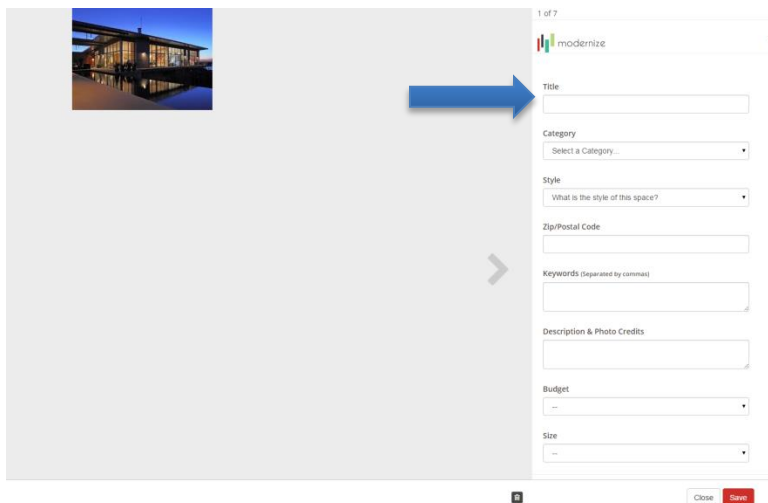 1 of 7
modernize
Title
Category
Select a Category...
Style
What is the style of this space?
Zip/Postal Code
Keywords (Separated by commas)
Description & Photo Credits
Budget
--
Size
--
Close Save